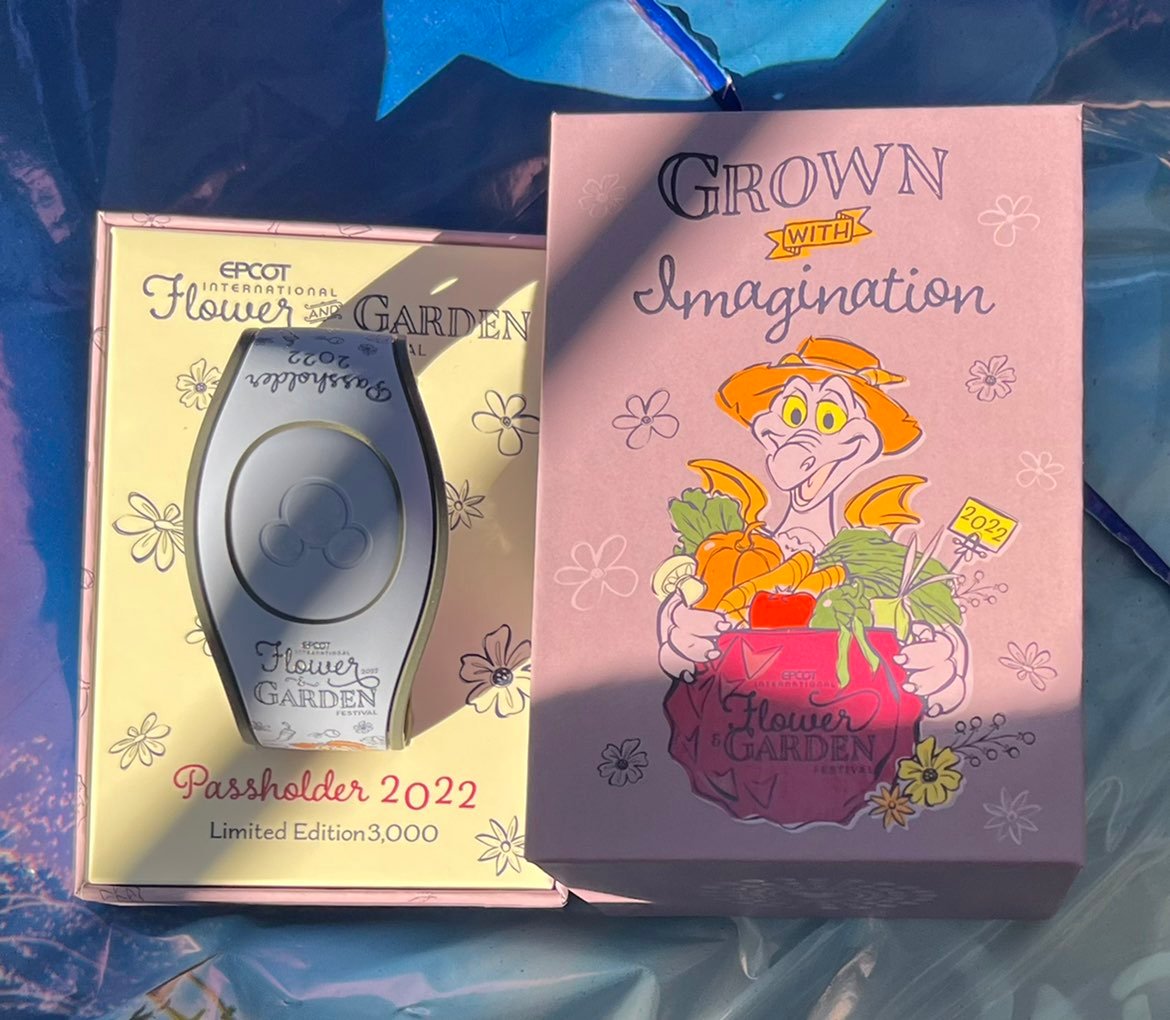 EPCOT
INTERNATIONAL
Flower AND GARDEN
AL
Passholder
2022
EPCOT
INTERNATIONAL
Flower 2022
& GARDEN
FESTIVAL
Passholder 2022
Limited Edition 3,000
GROWN
WITH
Imagination
2022
EPCOT
INTERNATIONAL
Flower
& GARDEN
FESTIVAL